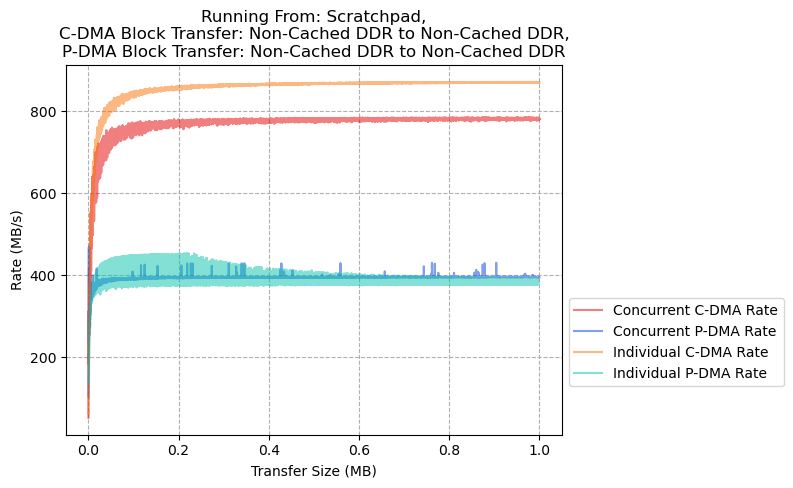 Running From: Scratchpad,
C-DMA Block Transfer: Non-Cached DDR to Non-Cached DDR,
P-DMA Block Transfer: Non-Cached DDR to Non-Cached DDR
800
600
400
200
Rate (MB/s)
0.0 0.2 0.4 0.6 0.8 1.0
Transfer Size (MB)
Concurrent C-DMA Rate
Concurrent P-DMA Rate
Individual C-DMA Rate
Individual P-DMA Rate